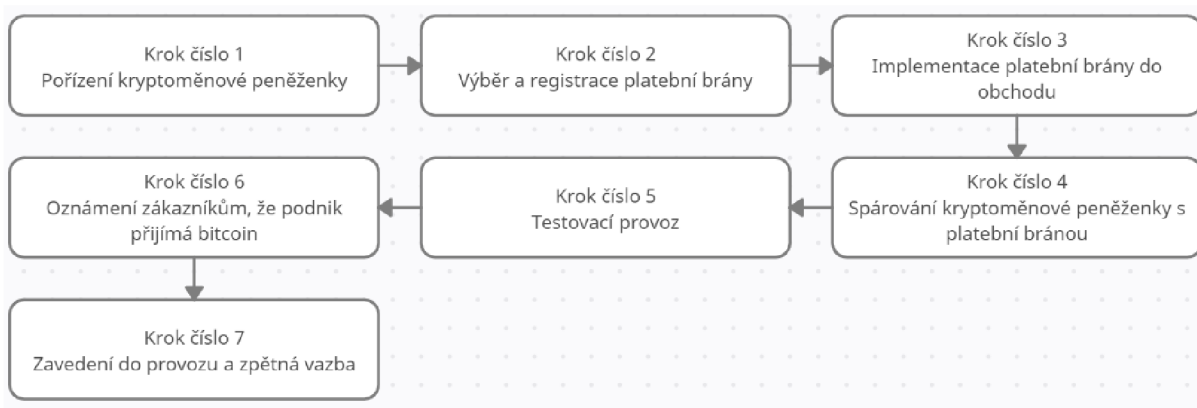 Krok číslo 1
Pořízení kryptoměnové peněženky
Krok číslo 2
Výběr a registrace platební brány
Krok číslo 3
Implementace platební brány do
obchodu
Krok číslo 4
Spárování kryptoměnové peněženky s
platební bránou
Krok číslo 5
Testovací provoz
Krok číslo 6
Oznámení zákazníkům, že podnik
přijímá bitcoin
Krok číslo 7
Zavedení do provozu a zpětná vazba